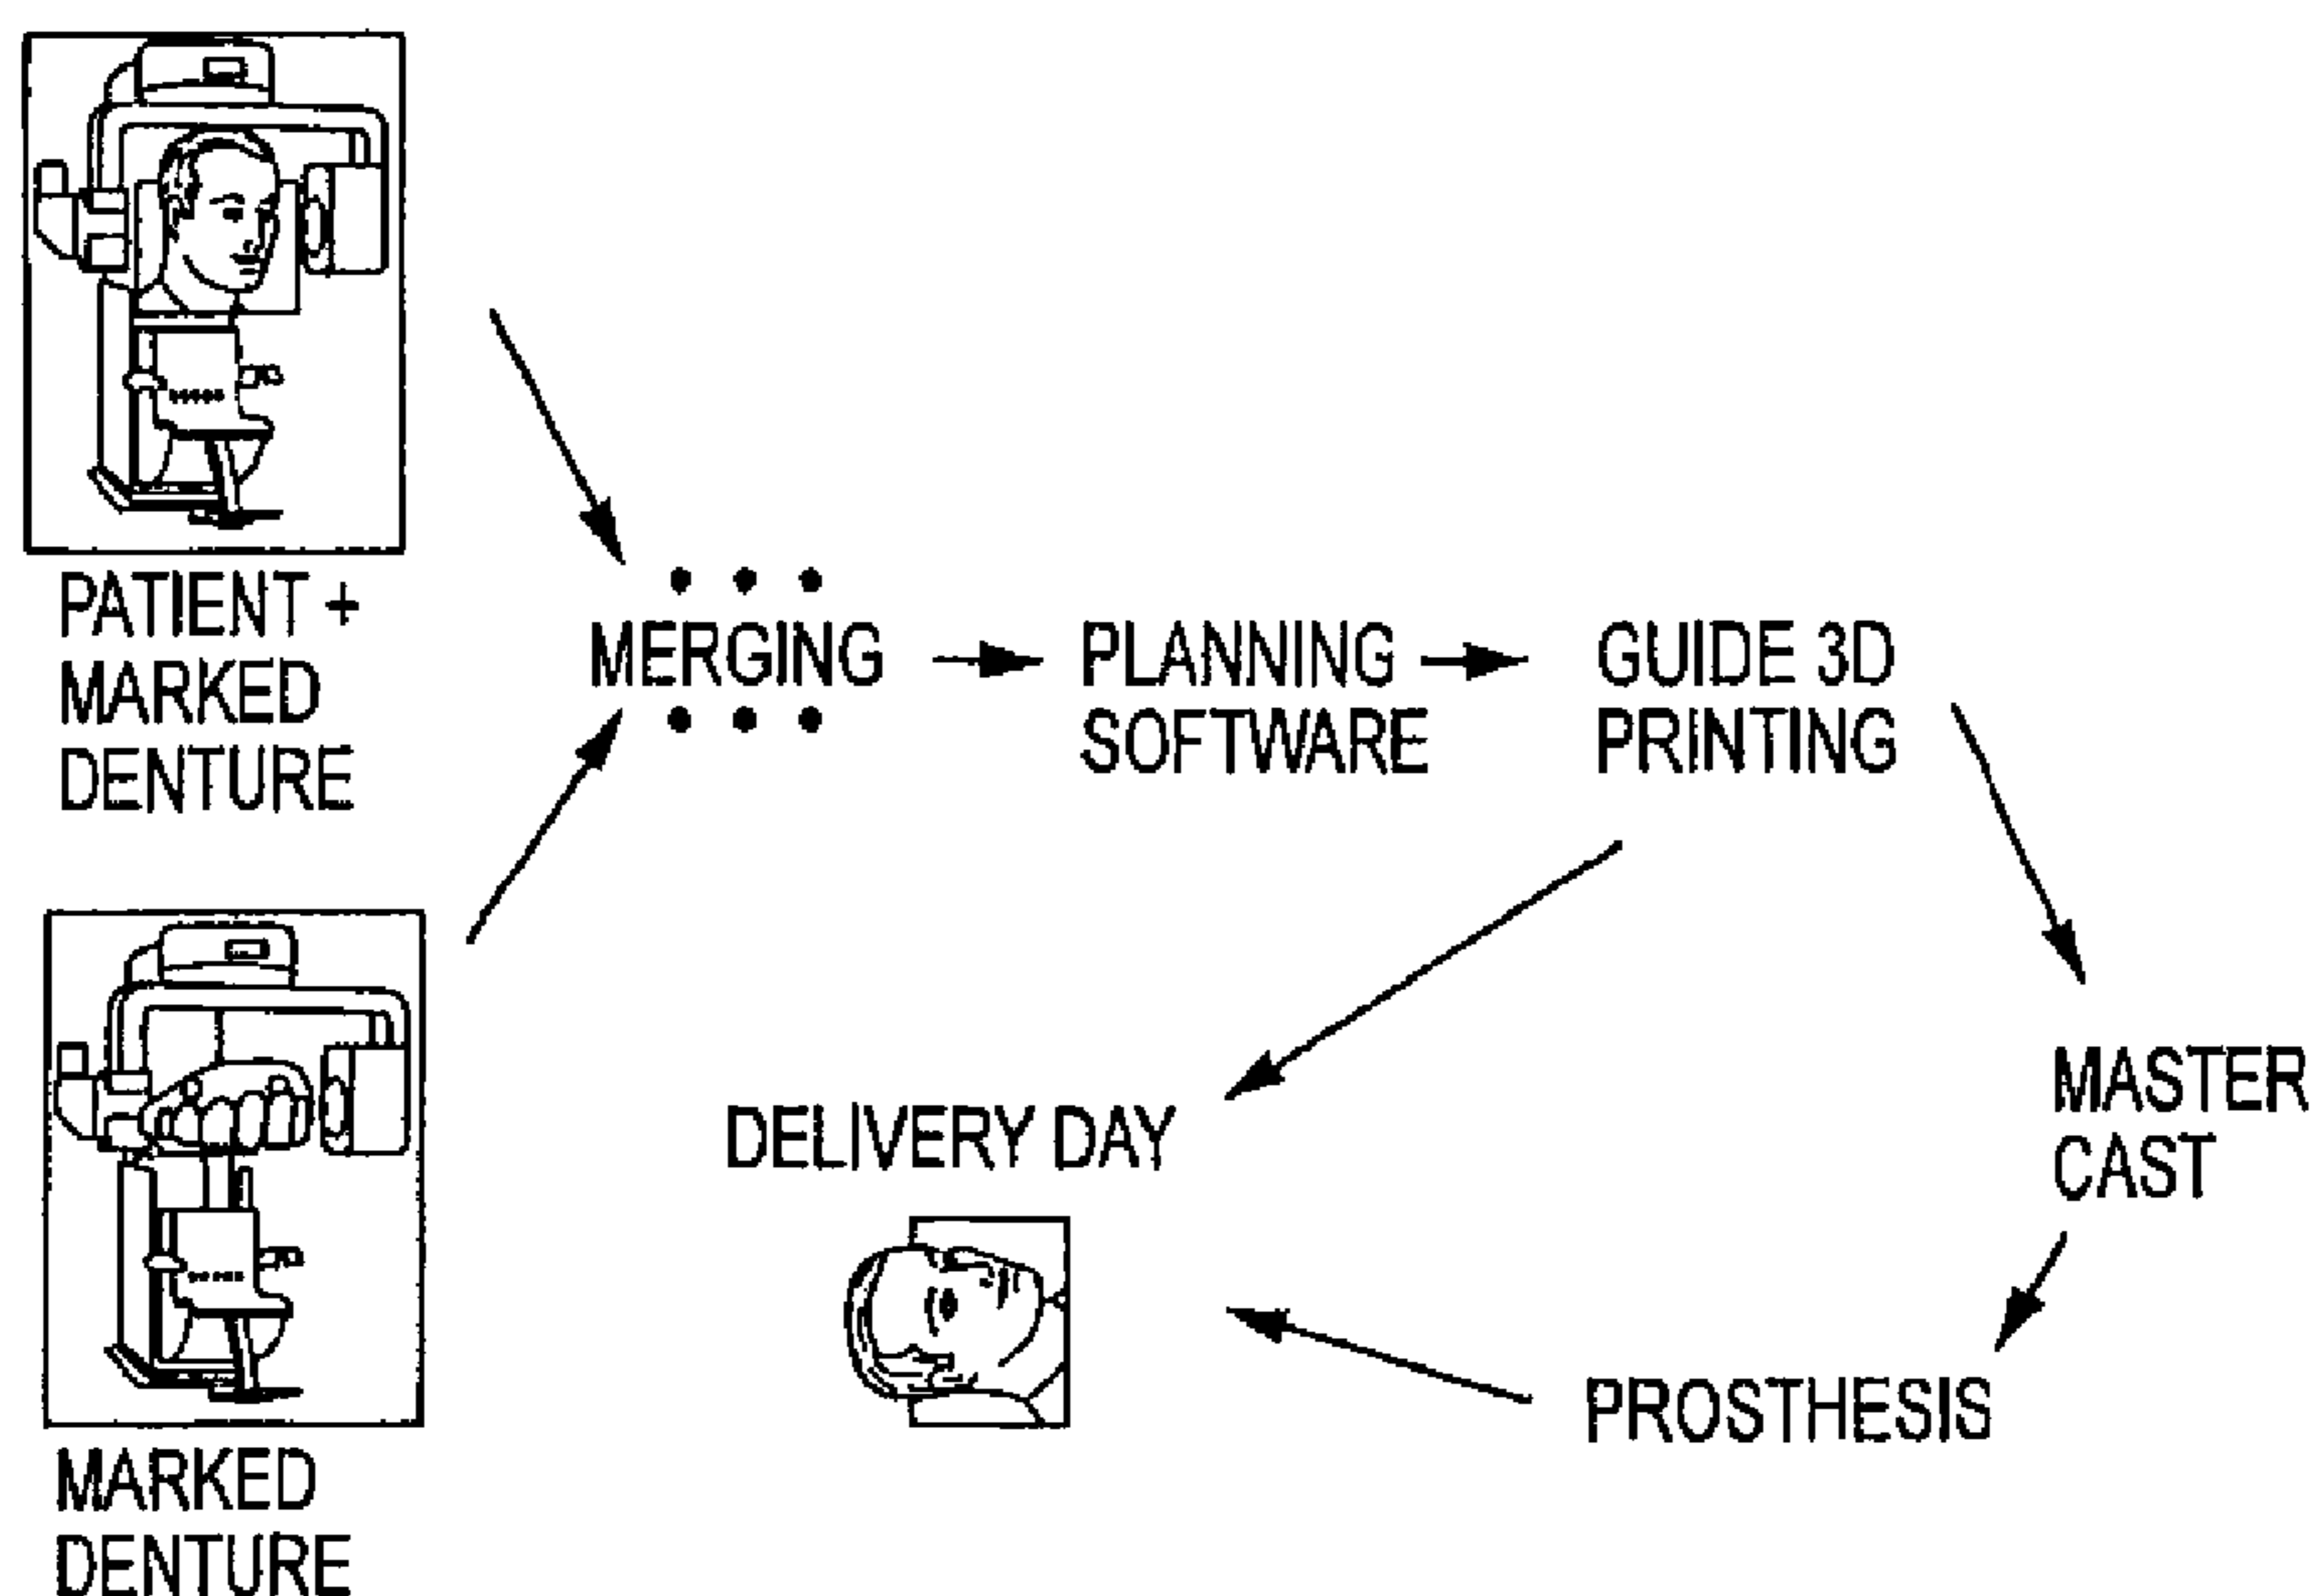 PATIENT +
MARKED
DENTURE
MERGING
PLANNING
SOFTWARE
GUIDE 3D
PRINTING
MASTER
CAST
DELIVERY DAY
PROSTHESIS
MARKED
DENTURE